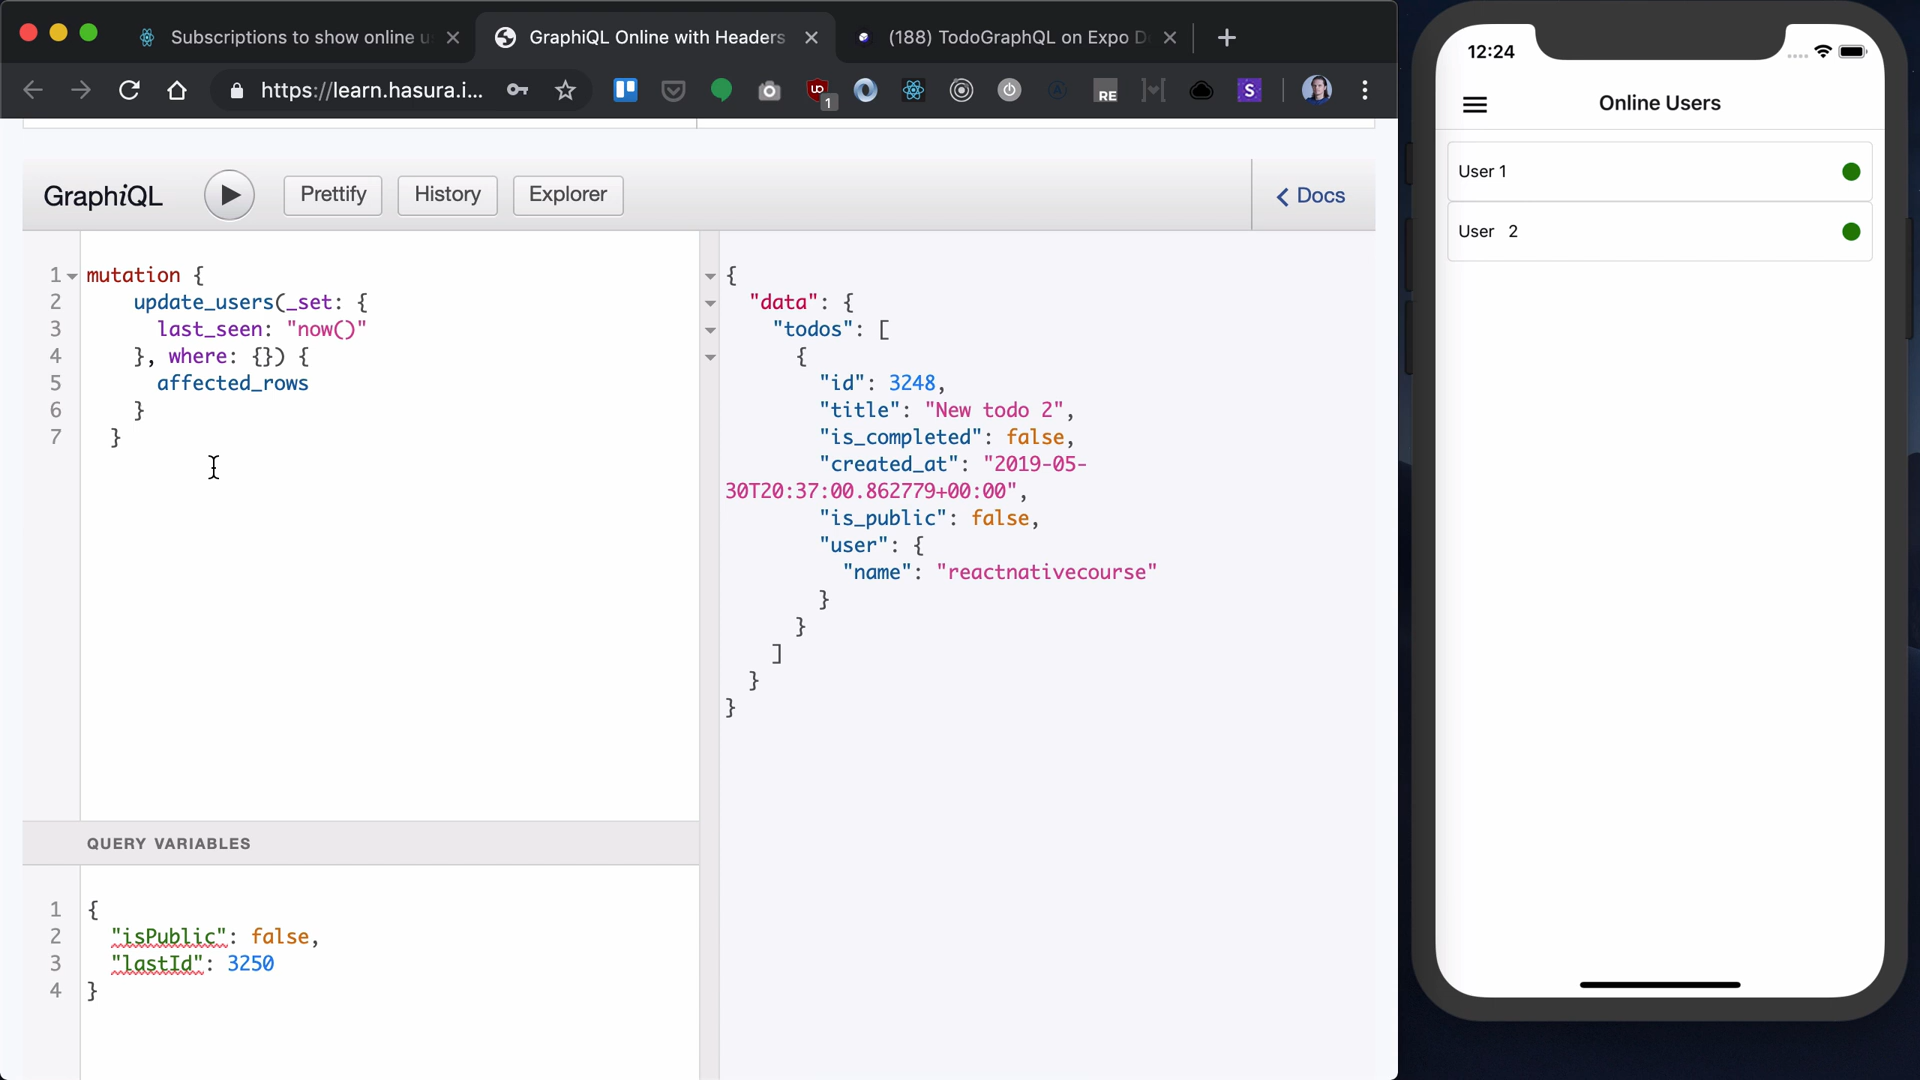 Subscriptions to show online u
GraphiQL Online with Headers
(188) TodoGraphQL on Expo D
https://learn.hasura.i...
1
RE
S
GraphiQL
Prettify
History
Explorer
Docs
1 mutation {
2 update_users(_set: {
3 last_seen: "now()"
4 }, where: {}) {
5 affected_rows
6 }
7 }
{
"data": {
"todos": [
{
"id": 3248,
"title": "New todo 2",
"is_completed": false,
"created_at": "2019-05-
30T20:37:00.862779+00:00",
"is_public": false,
"user": {
"name": "reactnativecourse"
}
}
]
}
}
QUERY VARIABLES
1 {
2 "isPublic": false,
3 "lastId": 3250
4 }
12:24
Online Users
User 1
User 2